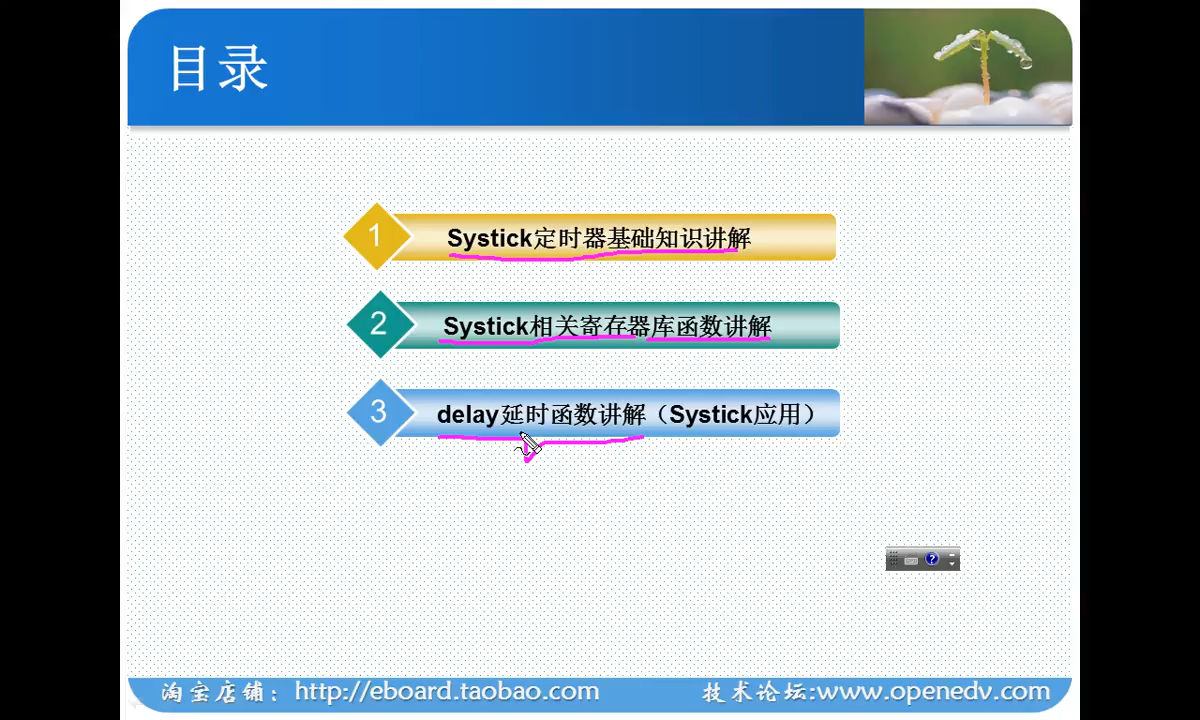 目录
1
Systick定时器基础知识讲解
2
Systick相关寄存器库函数讲解
3
delay延时函数讲解（Systick应用）
?
淘宝店铺：http://eboard.taobao.com
技术论坛:www.openedv.com